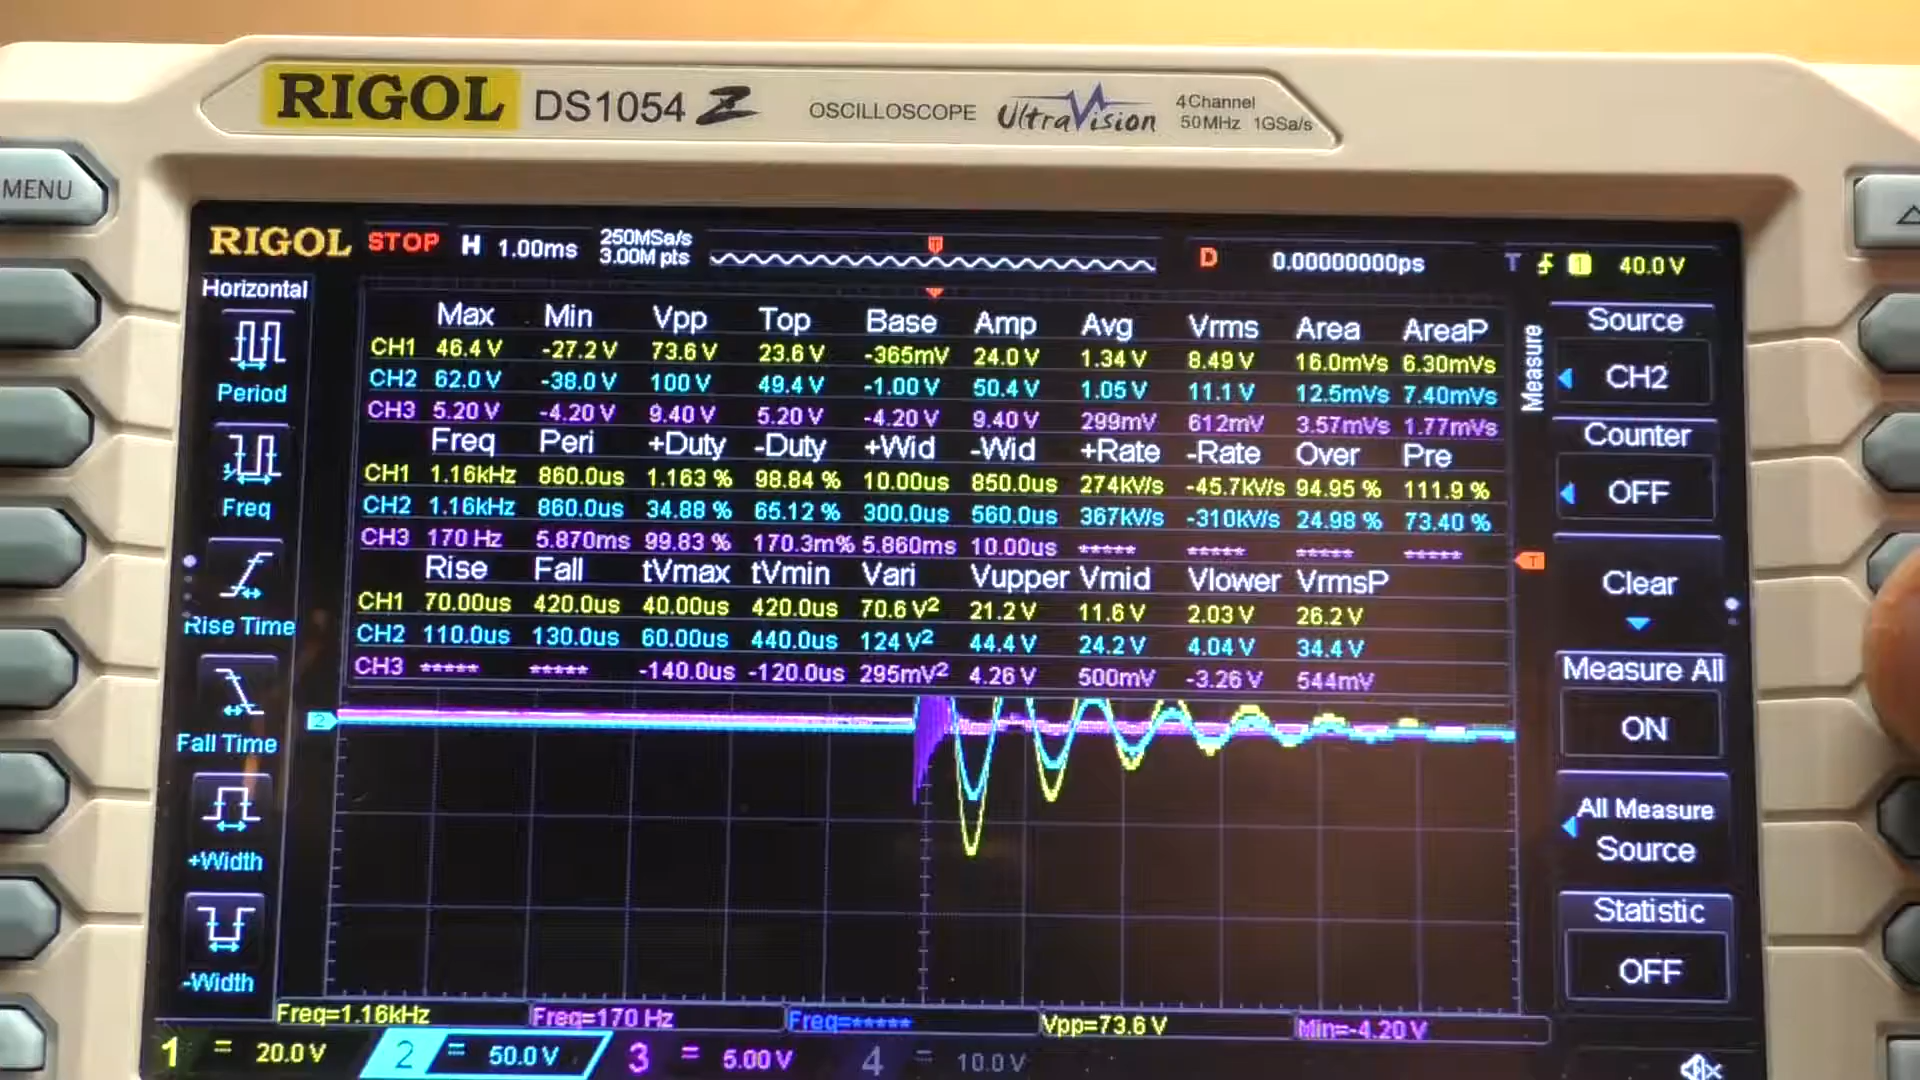 RIGOL DS1054 Z OSCILLOSCOPE UltraVision 4Channel
50MHz 1GSa/s
MENU
RIGOL STOP H 1.00ms 250MSa/s
3.00M pts
D 0.00000000ps T 1 40.0 V
Horizontal
Period
Freq
Rise Time
Fall Time
+Width
-Width
Max Min Vpp Top Base Amp Avg Vrms Area AreaP
CH1 46.4 V -27.2 V 73.6 V 23.6 V -365mV 24.0 V 1.34 V 8.49 V 16.0mVs 6.30mVs
CH2 62.0 V -38.0 V 100 V 49.4 V -1.00 V 50.4 V 1.05 V 11.1 V 12.5mVs 7.40mVs
CH3 5.20 V -4.20 V 9.40 V 5.20 V -4.20 V 9.40 V 299mV 612mV 3.57mVs 1.77mVs
Freq Peri +Duty -Duty +Wid -Wid +Rate -Rate Over Pre
CH1 1.16kHz 860.0us 1.163 % 98.84 % 10.00us 850.0us 274kV/s -45.7kV/s 94.95 % 111.9 %
CH2 1.16kHz 860.0us 34.88 % 65.12 % 300.0us 560.0us 367kV/s -310kV/s 24.98 % 73.40 %
CH3 170 Hz 5.870ms 99.83 % 170.3m% 5.860ms 10.00us ***** ***** ***** *****
Rise Fall tVmax tVmin Vari Vupper Vmid Vlower VrmsP
CH1 70.00us 420.0us 40.00us 420.0us 70.6 V² 21.2 V 11.6 V 2.03 V 26.2 V
CH2 110.0us 130.0us 60.00us 440.0us 124 V² 44.4 V 24.2 V 4.04 V 34.4 V
CH3 ***** ***** -140.0us -120.0us 295mV² 4.26 V 500mV -3.26 V 544mV
2
T
Measure
Source
CH2
Counter
OFF
Clear
Measure All
ON
All Measure
Source
Statistic
OFF
Freq=1.16kHz Freq=170 Hz Freq=***** Vpp=73.6 V Min=-4.20 V
1 = 20.0 V 2 = 50.0 V 3 = 5.00 V 4 = 10.0 V